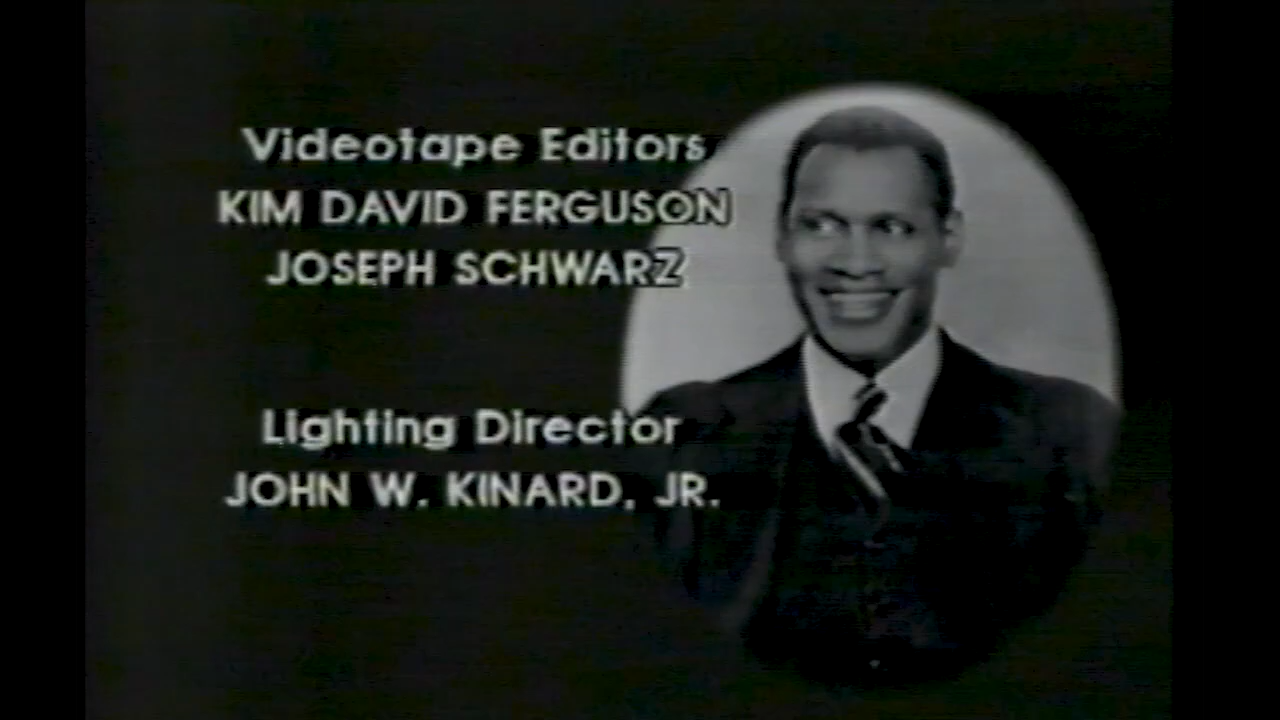 Videotape Editors
KIM DAVID FERGUSON
JOSEPH SCHWARZ
Lighting Director
JOHN W. KINARD, JR.